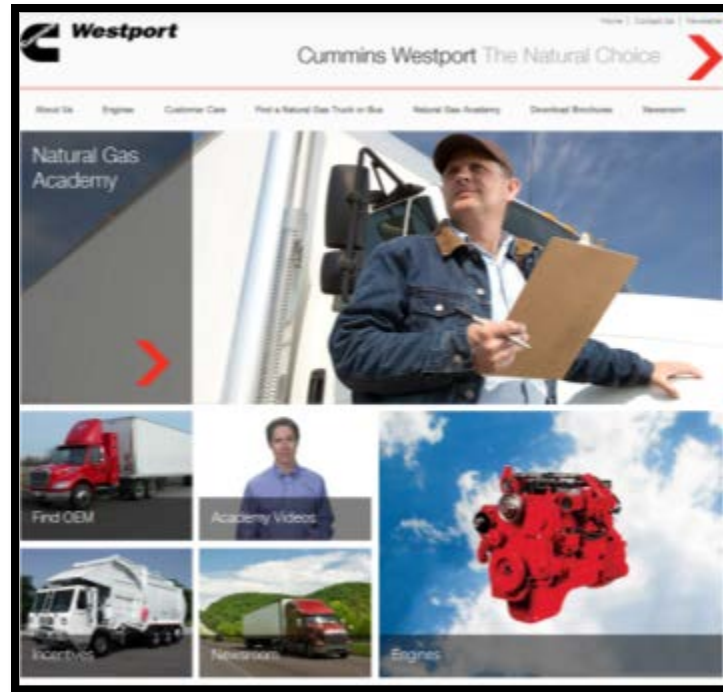 Home | Contact Us | Newsletter
Westport
Cummins Westport The Natural Choice
About Us Engines Customer Care Find a Natural Gas Truck or Bus Natural Gas Academy Download Brochures Newsroom
Natural Gas
Academy
Find OEM
Academy Videos
Incentives
Newsroom
Engines